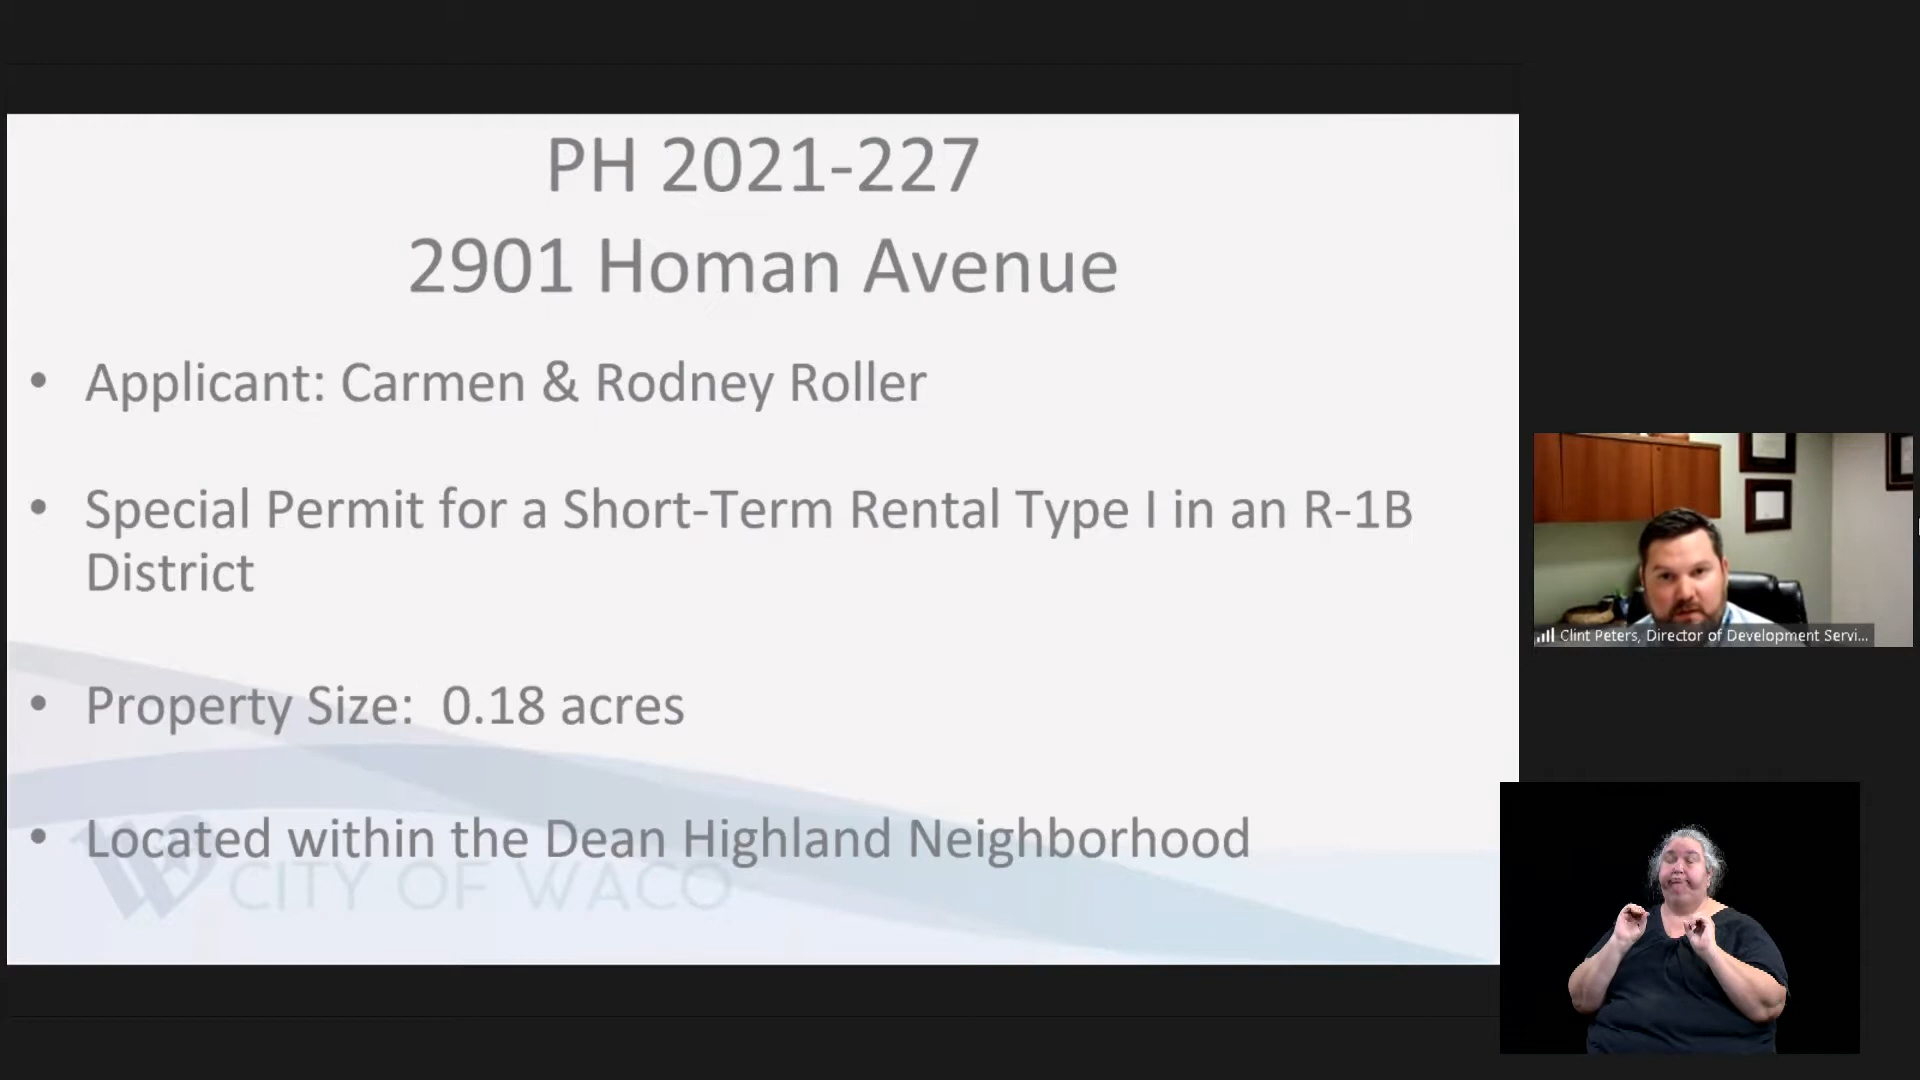 PH 2021-227
2901 Homan Avenue
• Applicant: Carmen & Rodney Roller
• Special Permit for a Short-Term Rental Type I in an R-1B
District
• Property Size: 0.18 acres
• Located within the Dean Highland Neighborhood
CITY OF WACO
Clint Peters, Director of Development Servi...